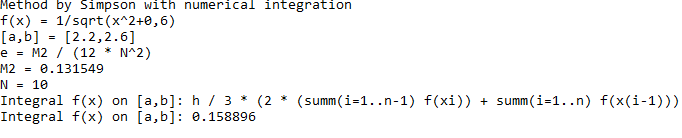 Method by Simpson with numerical integration
f(x) = 1/sqrt(x^2+0,6)
[a,b] = [2.2,2.6]
e = M2 / (12 * N^2)
M2 = 0.131549
N = 10
Integral f(x) on [a,b]: h / 3 * (2 * (summ(i=1..n-1) f(xi)) + summ(i=1..n) f(x(i-1)))
Integral f(x) on [a,b]: 0.158896